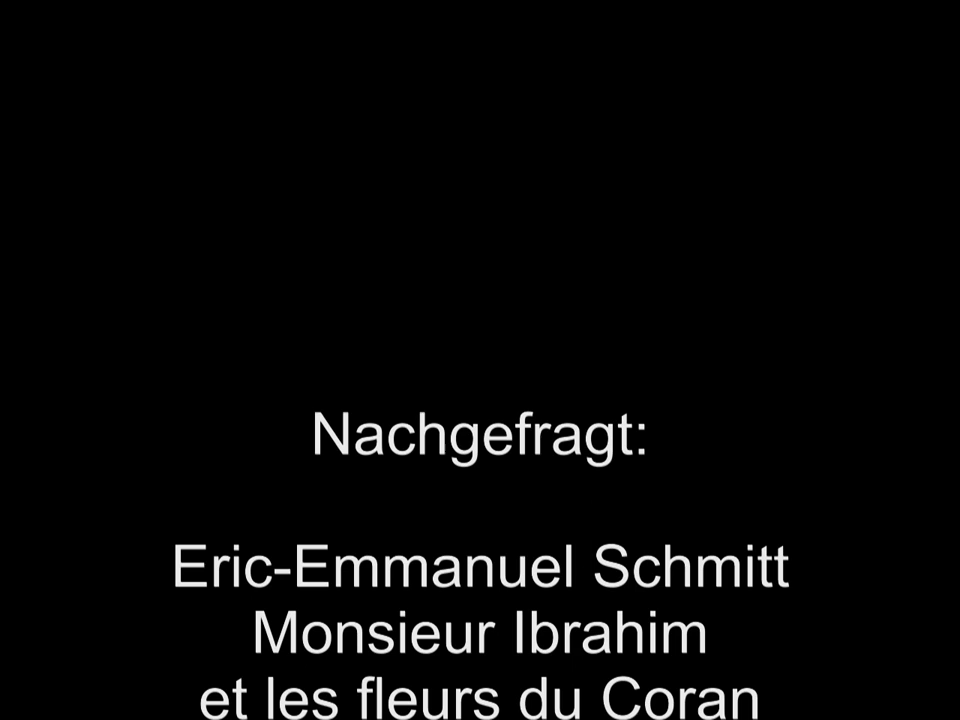 Nachgefragt:
Eric-Emmanuel Schmitt
Monsieur Ibrahim
et les fleurs du Coran